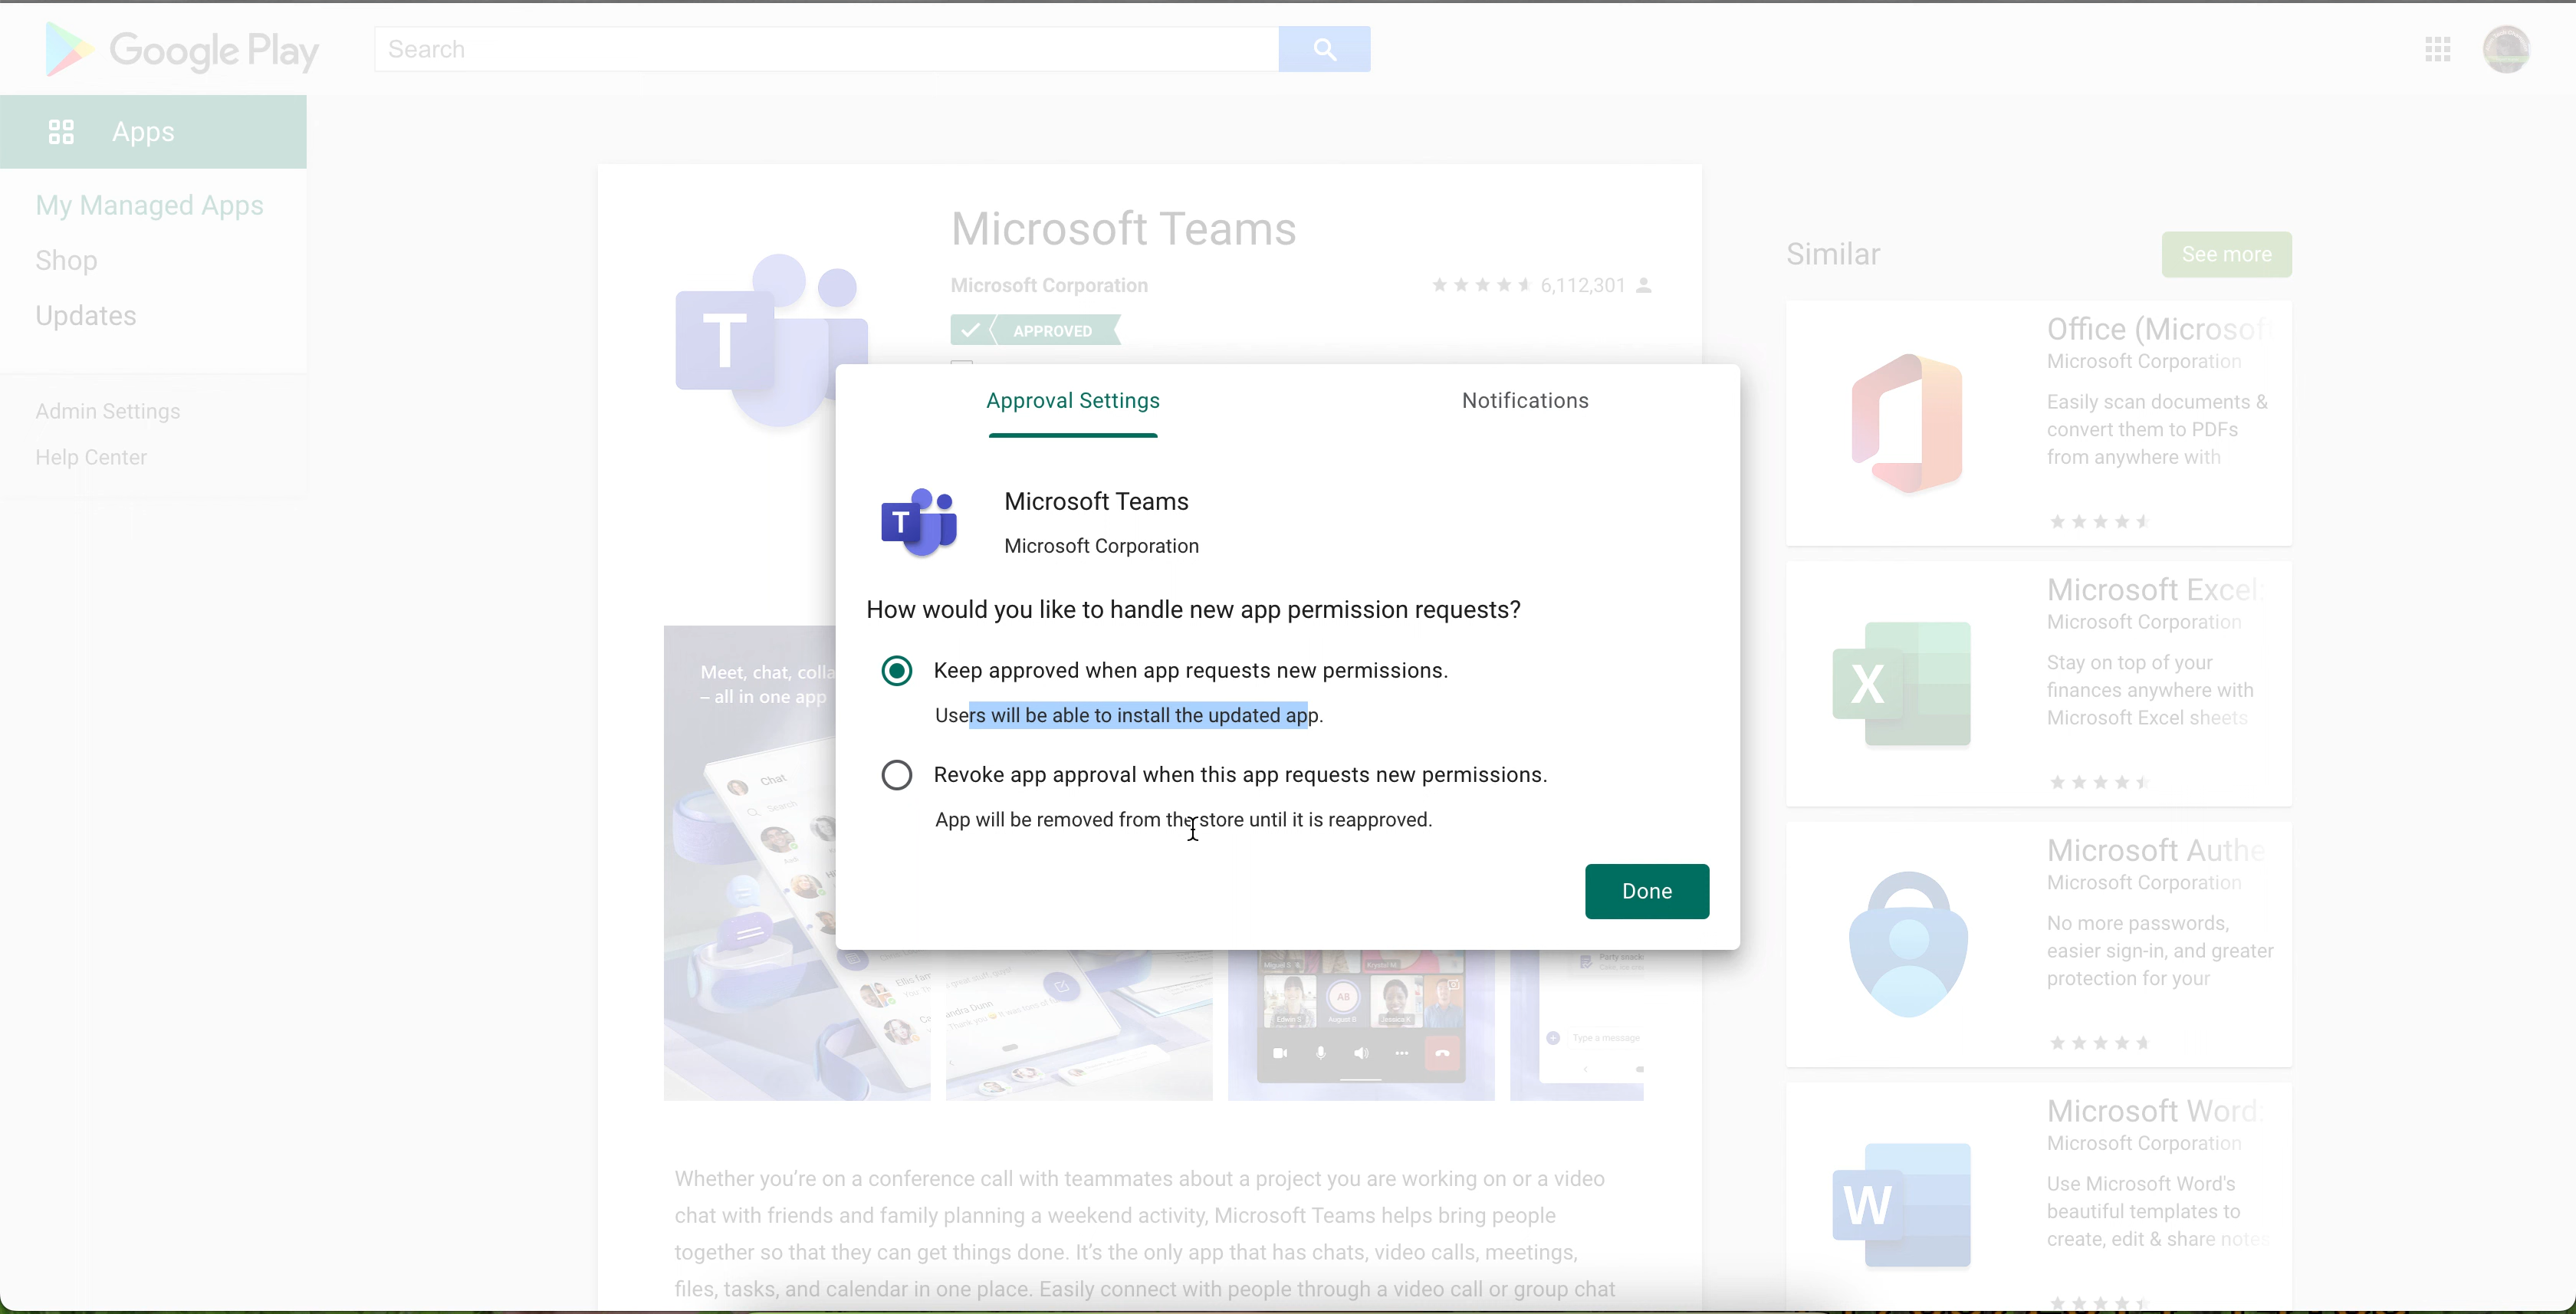 Google Play
Search
Apps
My Managed Apps
Shop
Updates
Admin Settings
Help Center
Microsoft Teams
Microsoft Corporation
6,112,301
APPROVED
Approval Settings
Notifications
T
Microsoft Teams
Microsoft Corporation
How would you like to handle new app permission requests?
Keep approved when app requests new permissions.
Users will be able to install the updated app.
Revoke app approval when this app requests new permissions.
App will be removed from the store until it is reapproved.
Done
T
Meet, chat, colla
– all in one app
Chat
Search
Edwin
AB
August B
Jessica K
Type a message
Whether you’re on a conference call with teammates about a project you are working on or a video
chat with friends and family planning a weekend activity, Microsoft Teams helps bring people
together so that they can get things done. It’s the only app that has chats, video calls, meetings,
files, tasks, and calendar in one place. Easily connect with people through a video call or group chat
Similar
See more
Office (Microsof
Microsoft Corporation
Easily scan documents &
convert them to PDFs
from anywhere with
Microsoft Excel:
Microsoft Corporation
Stay on top of your
finances anywhere with
Microsoft Excel sheets
X
Microsoft Authe
Microsoft Corporation
No more passwords,
easier sign-in, and greater
protection for your
Microsoft Word:
Microsoft Corporation
Use Microsoft Word's
beautiful templates to
create, edit & share notes
W